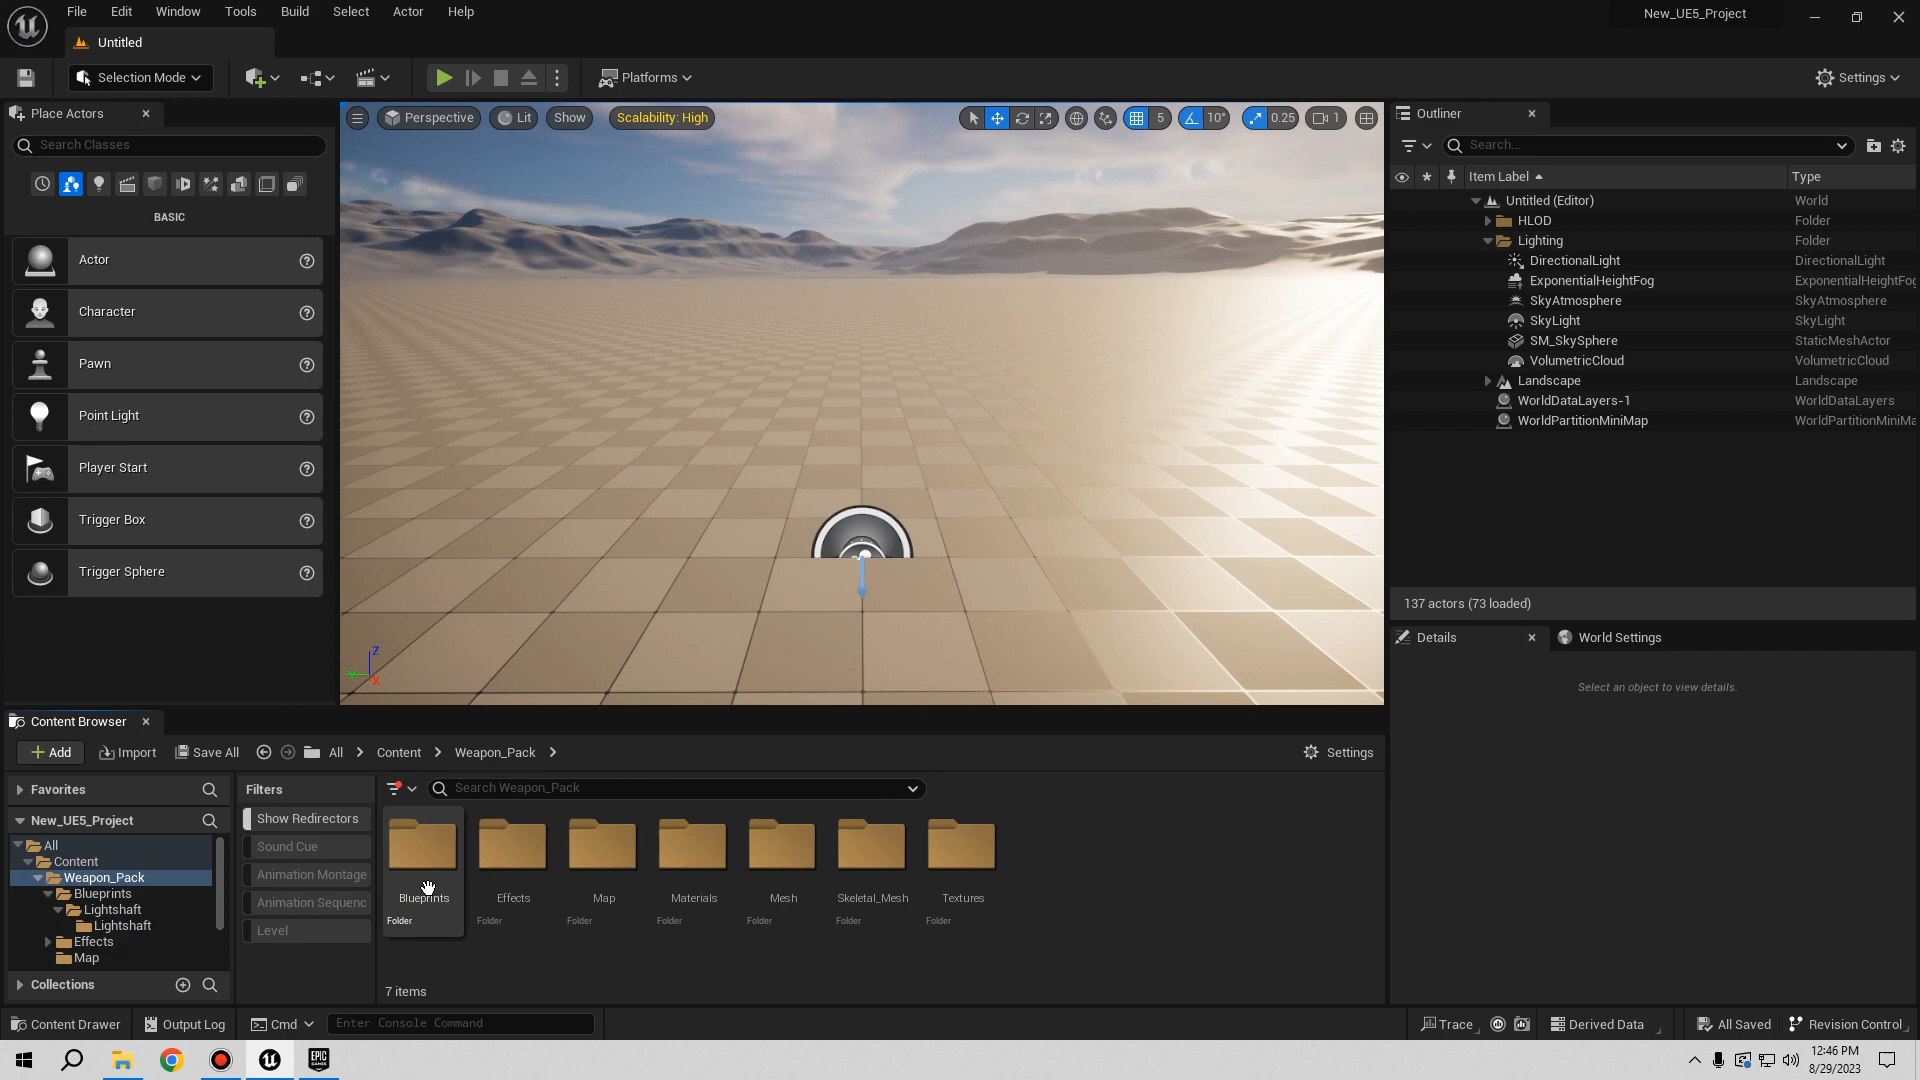 File Edit Window Tools Build Select Actor Help
New_UE5_Project
Untitled
Selection Mode
Platforms
Settings
Place Actors
Search Classes
BASIC
Actor
Character
Pawn
Point Light
Player Start
Trigger Box
Trigger Sphere
Perspective Lit Show Scalability: High
5 10° 0.25 1
Z
Y
X
Outliner
Search...
Item Label Type
Untitled (Editor) World
HLOD Folder
Lighting Folder
DirectionalLight DirectionalLight
ExponentialHeightFog ExponentialHeightFog
SkyAtmosphere SkyAtmosphere
SkyLight SkyLight
SM_SkySphere StaticMeshActor
VolumetricCloud VolumetricCloud
Landscape Landscape
WorldDataLayers-1 WorldDataLayers
WorldPartitionMiniMap WorldPartitionMiniMa
137 actors (73 loaded)
Details World Settings
Select an object to view details.
Content Browser
Add Import Save All All Content Weapon_Pack
Settings
Favorites
New_UE5_Project
All
Content
Weapon_Pack
Blueprints
Lightshaft
Lightshaft
Effects
Map
Collections
Filters
Show Redirectors
Sound Cue
Animation Montage
Animation Sequenc
Level
Search Weapon_Pack
Blueprints Effects Map Materials Mesh Skeletal_Mesh Textures
Folder Folder Folder Folder Folder Folder Folder
7 items
Content Drawer Output Log Cmd Enter Console Command
Trace Derived Data All Saved Revision Control
EPIC GAMES
12:46 PM
8/29/2023